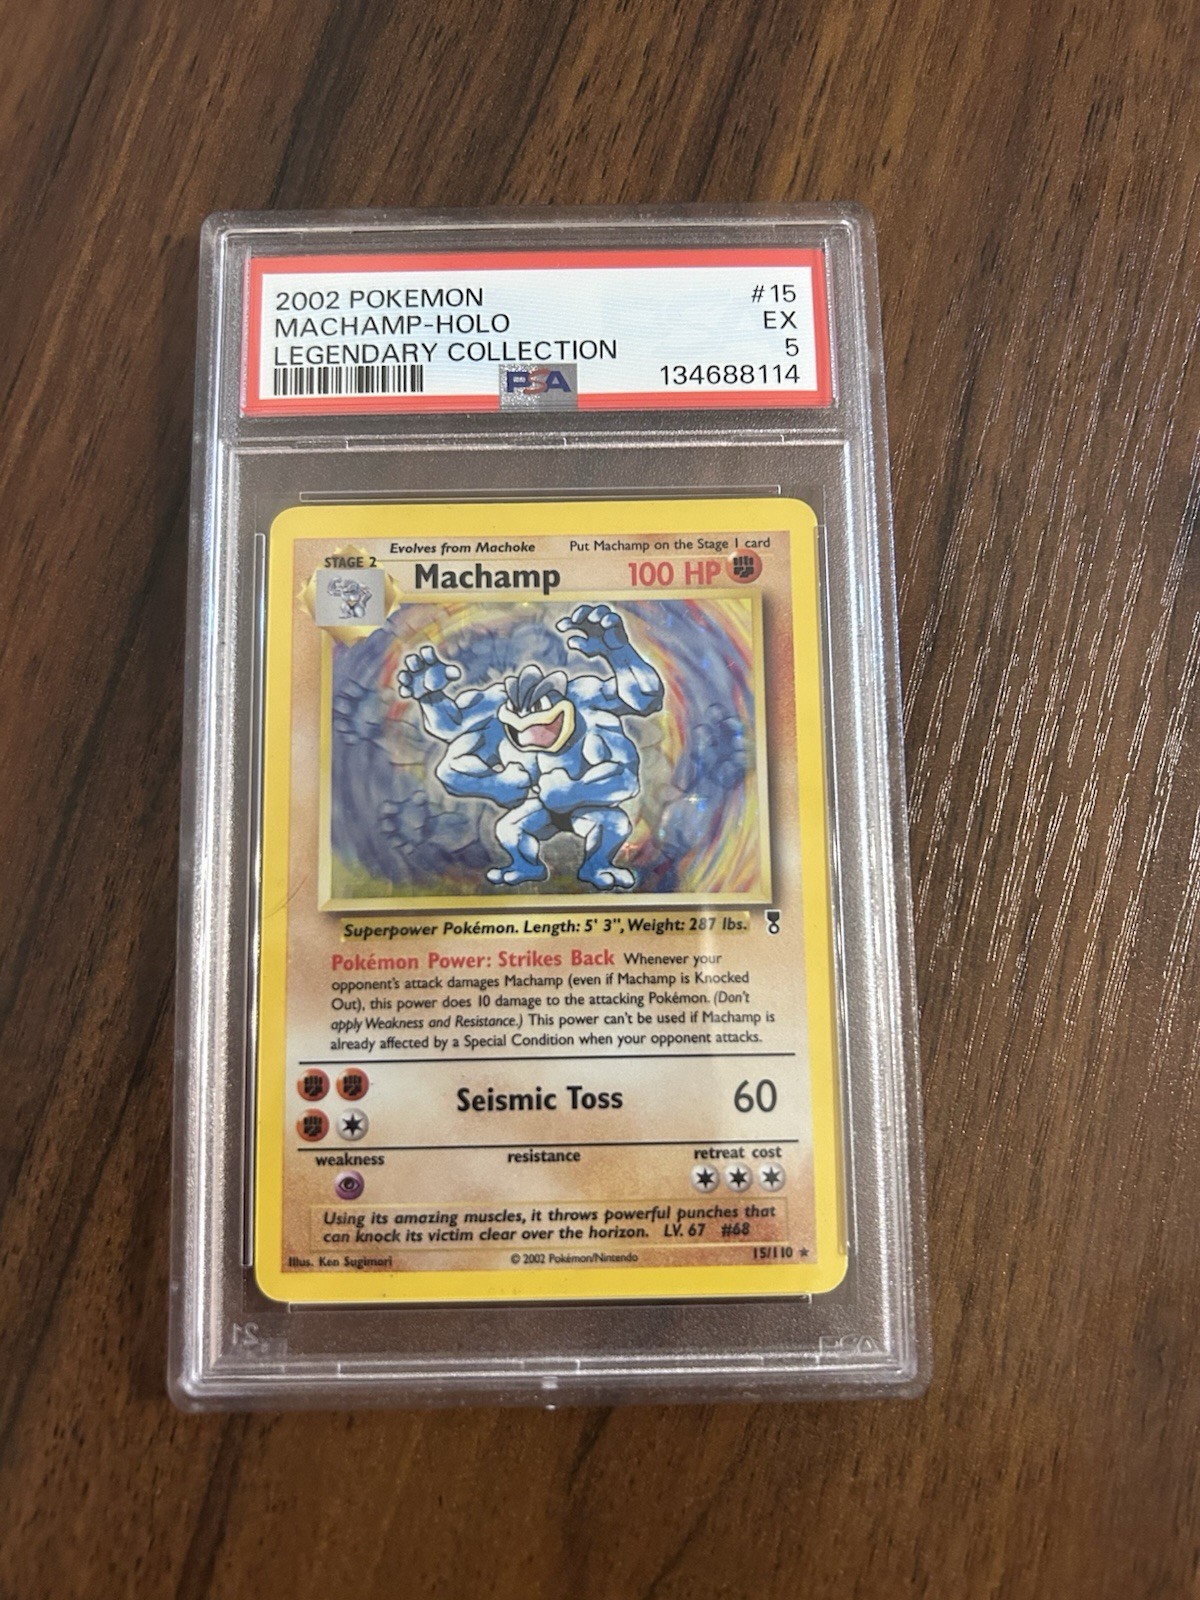 2002 POKEMON #15
MACHAMP-HOLO EX
LEGENDARY COLLECTION 5
PSA 134688114
Evolves from Machoke Put Machamp on the Stage 1 card
STAGE 2
Machamp 100 HP
Superpower Pokémon. Length: 5' 3", Weight: 287 lbs.
Pokémon Power: Strikes Back Whenever your
opponent's attack damages Machamp (even if Machamp is Knocked
Out), this power does 10 damage to the attacking Pokémon. (Don't
apply Weakness and Resistance.) This power can't be used if Machamp is
already affected by a Special Condition when your opponent attacks.
Seismic Toss 60
weakness resistance retreat cost
Using its amazing muscles, it throws powerful punches that
can knock its victim clear over the horizon. LV. 67 #68
Illus. Ken Sugimori © 2002 Pokémon/Nintendo 15/110 ★